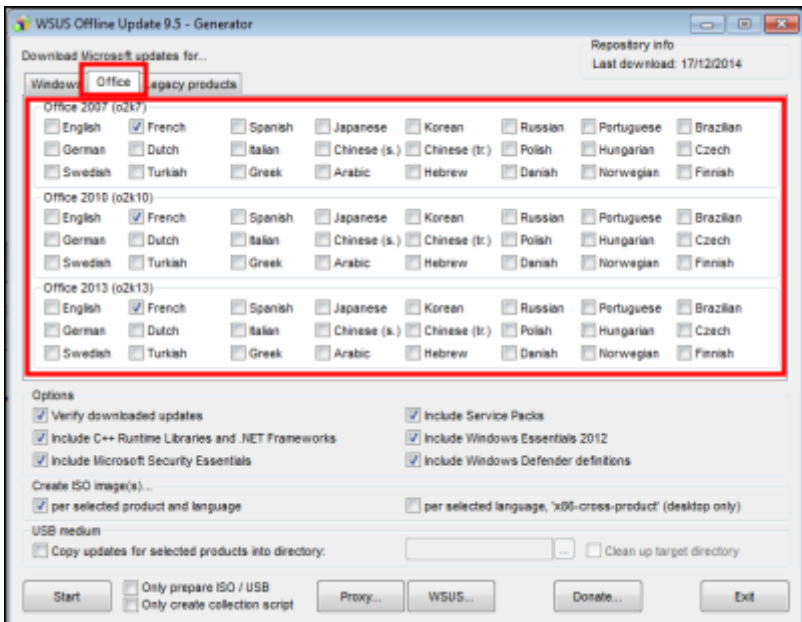 WSUS Offline Update 9.5 - Generator
Download Microsoft updates for...
Repository info
Last download: 17/12/2014
Windows Office Legacy products
Office 2007 (o2k7)
English French Spanish Japanese Korean Russian Portuguese Brazilian
German Dutch Italian Chinese (s.) Chinese (tr.) Polish Hungarian Czech
Swedish Turkish Greek Arabic Hebrew Danish Norwegian Finnish
Office 2010 (o2k10)
English French Spanish Japanese Korean Russian Portuguese Brazilian
German Dutch Italian Chinese (s.) Chinese (tr.) Polish Hungarian Czech
Swedish Turkish Greek Arabic Hebrew Danish Norwegian Finnish
Office 2013 (o2k13)
English French Spanish Japanese Korean Russian Portuguese Brazilian
German Dutch Italian Chinese (s.) Chinese (tr.) Polish Hungarian Czech
Swedish Turkish Greek Arabic Hebrew Danish Norwegian Finnish
Options
Verify downloaded updates Include Service Packs
Include C++ Runtime Libraries and .NET Frameworks Include Windows Essentials 2012
Include Microsoft Security Essentials Include Windows Defender definitions
Create ISO image(s)...
per selected product and language per selected language, 'x86-cross-product' (desktop only)
USB medium
Copy updates for selected products into directory: ... Clean up target directory
Start Only prepare ISO / USB Proxy... WSUS... Donate... Exit
Only create collection script